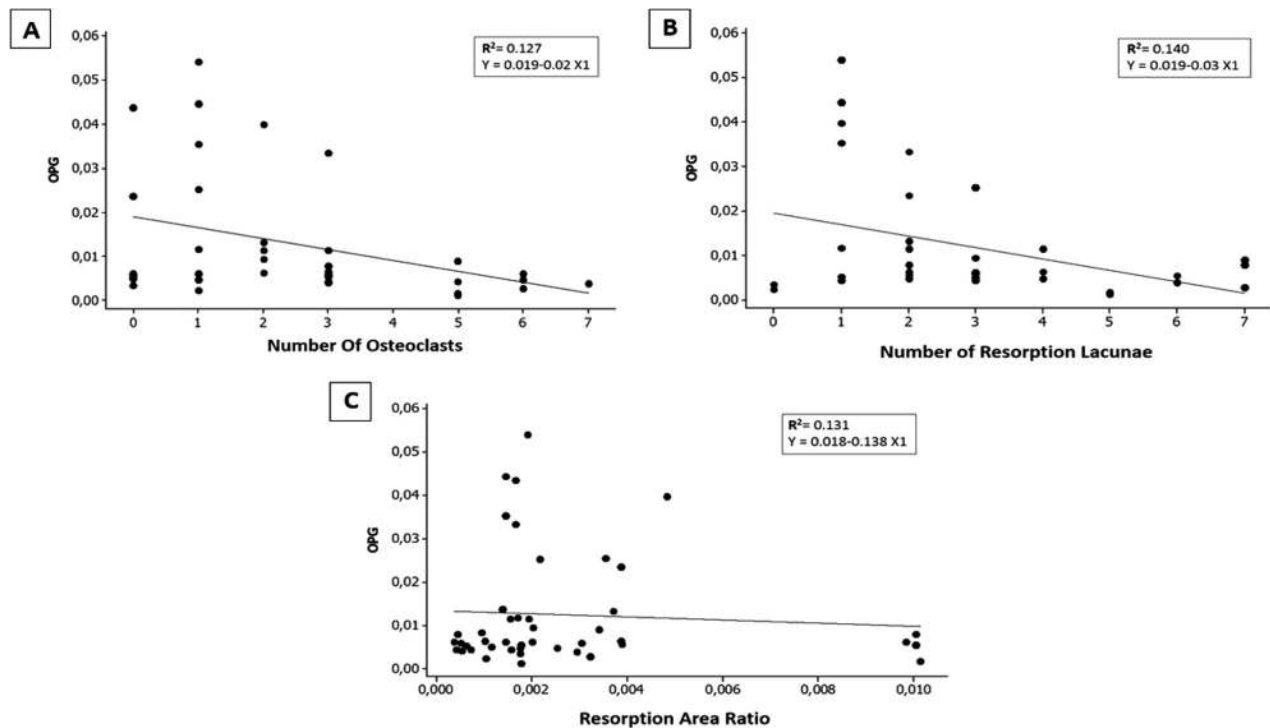 A
0,06
0,05
0,04
0,03
0,02
0,01
0,00
OPG
R²= 0.127
Y = 0.019-0.02 X1
0 1 2 3 4 5 6 7
Number Of Osteoclasts
B
0,06
0,05
0,04
0,03
0,02
0,01
0,00
OPG
R²= 0.140
Y = 0.019-0.03 X1
0 1 2 3 4 5 6 7
Number of Resorption Lacunae
C
0,06
0,05
0,04
0,03
0,02
0,01
0,00
OPG
R²= 0.131
Y = 0.018-0.138 X1
0,000 0,002 0,004 0,006 0,008 0,010
Resorption Area Ratio